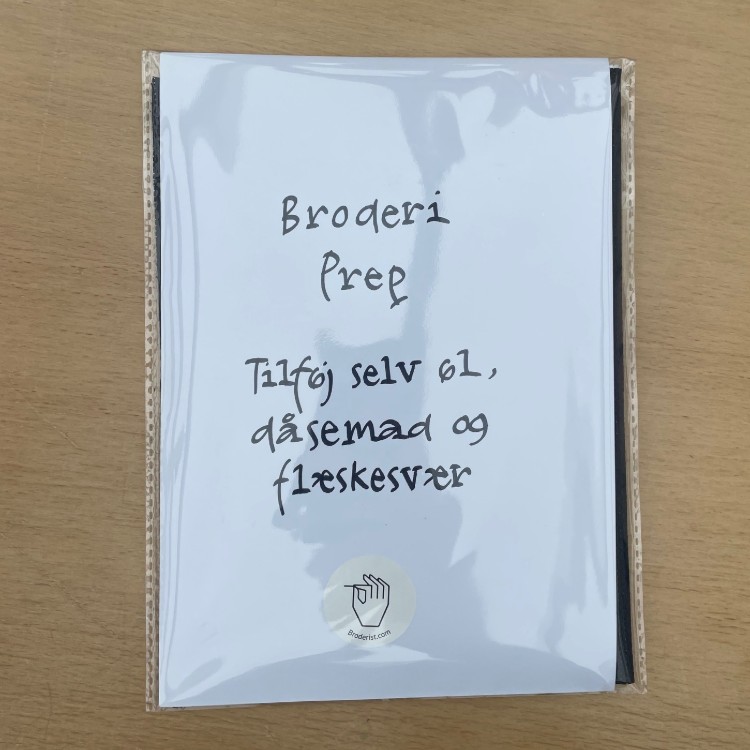 Broderi
Prep
Tilføj selv øl,
dåsemad og
flæskesvær
Broderist.com